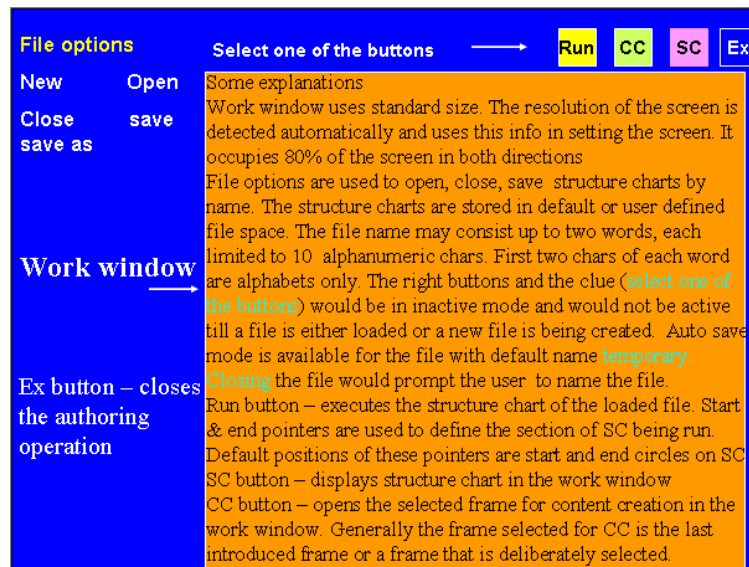 File options
Select one of the buttons
Run CC SC Ex
New Open
Close save
save as
Work window
Ex button – closes
the authoring
operation
Some explanations
Work window uses standard size. The resolution of the screen is
detected automatically and uses this info in setting the screen. It
occupies 80% of the screen in both directions
File options are used to open, close, save structure charts by
name. The structure charts are stored in default or user defined
file space. The file name may consist up to two words, each
limited to 10 alphanumeric chars. First two chars of each word
are alphabets only. The right buttons and the clue (select one of
the buttons) would be in inactive mode and would not be active
till a file is either loaded or a new file is being created. Auto save
mode is available for the file with default name temporary
Closing the file would prompt the user to name the file.
Run button – executes the structure chart of the loaded file. Start
& end pointers are used to define the section of SC being run.
Default positions of these pointers are start and end circles on SC
SC button – displays structure chart in the work window
CC button – opens the selected frame for content creation in the
work window. Generally the frame selected for CC is the last
introduced frame or a frame that is deliberately selected.